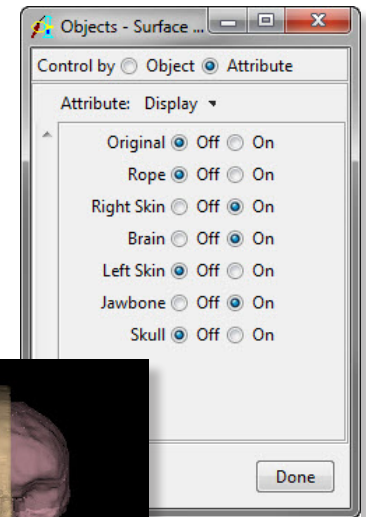 Objects - Surface ...
Control by Object Attribute
Attribute: Display
Original Off On
Rope Off On
Right Skin Off On
Brain Off On
Left Skin Off On
Jawbone Off On
Skull Off On
Done